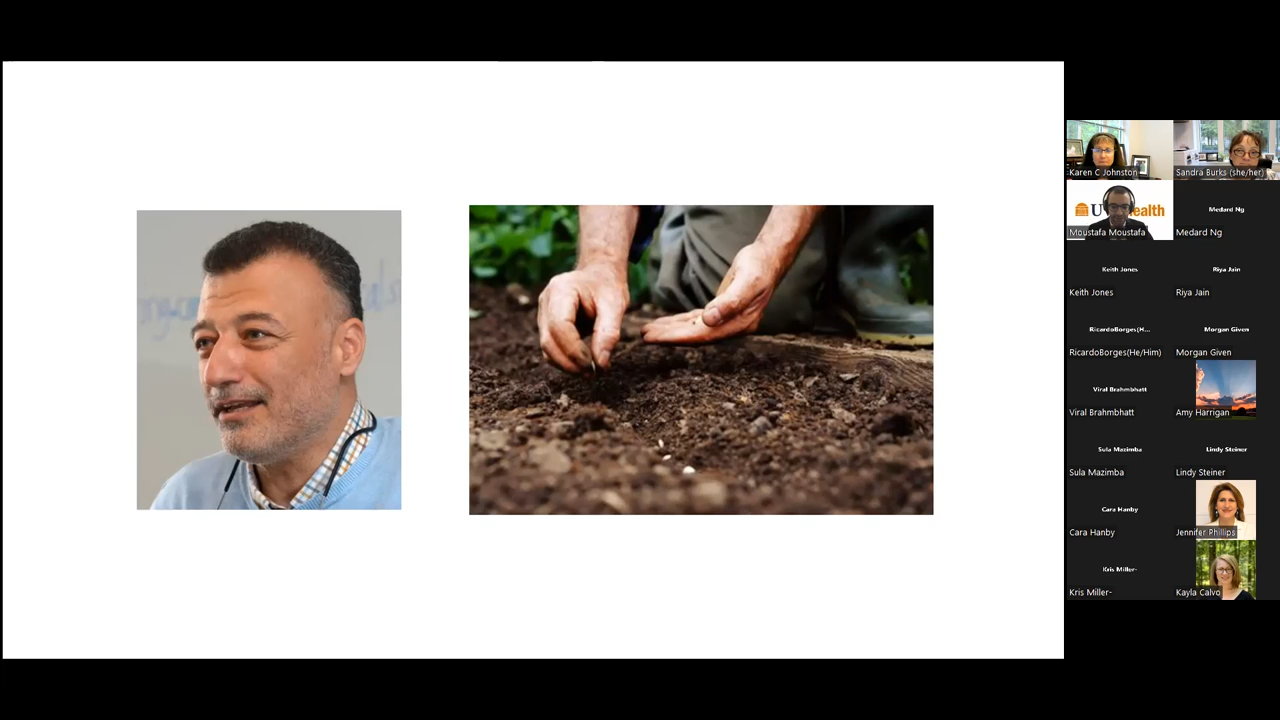 Karen C Johnston
Sandra Burks (she/her)
Moustafa Moustafa
Medard Ng
Medard Ng
Keith Jones
Keith Jones
Riya Jain
Riya Jain
RicardoBorges(H...
RicardoBorges(He/Him)
Morgan Given
Morgan Given
Viral Brahmbhatt
Viral Brahmbhatt
Amy Harrigan
Sula Mazimba
Sula Mazimba
Lindy Steiner
Lindy Steiner
Cara Hanby
Cara Hanby
Jennifer Phillips
Kris Miller-
Kris Miller-
Kayla Calvo